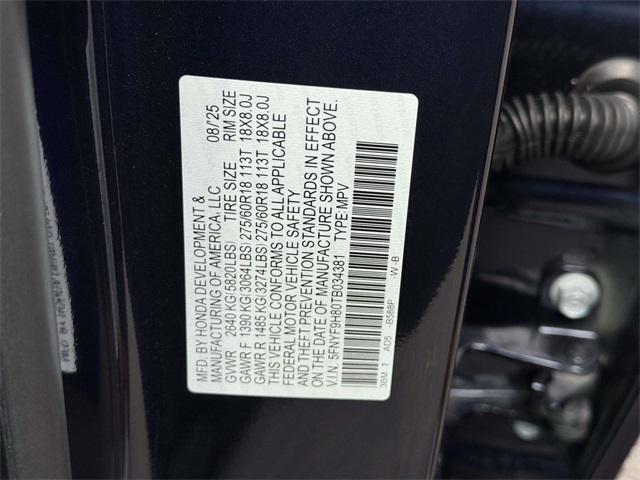 MFD. BY HONDA DEVELOPMENT & 08/25
MANUFACTURING OF AMERICA, LLC
GVWR 2640 KG(5820LBS) TIRE SIZE RIM SIZE
GAWR F 1390 KG(3064LBS) 275/60R18 113T 18X8.0J
GAWR R 1485 KG(3274LBS) 275/60R18 113T 18X8.0J
THIS VEHICLE CONFORMS TO ALL APPLICABLE
FEDERAL MOTOR VEHICLE SAFETY
AND THEFT PREVENTION STANDARDS IN EFFECT
ON THE DATE OF MANUFACTURE SHOWN ABOVE.
V.I.N. 5FNYF9H80TB034381 TYPE: MPV
3BM T AD5 -B588P -W -B